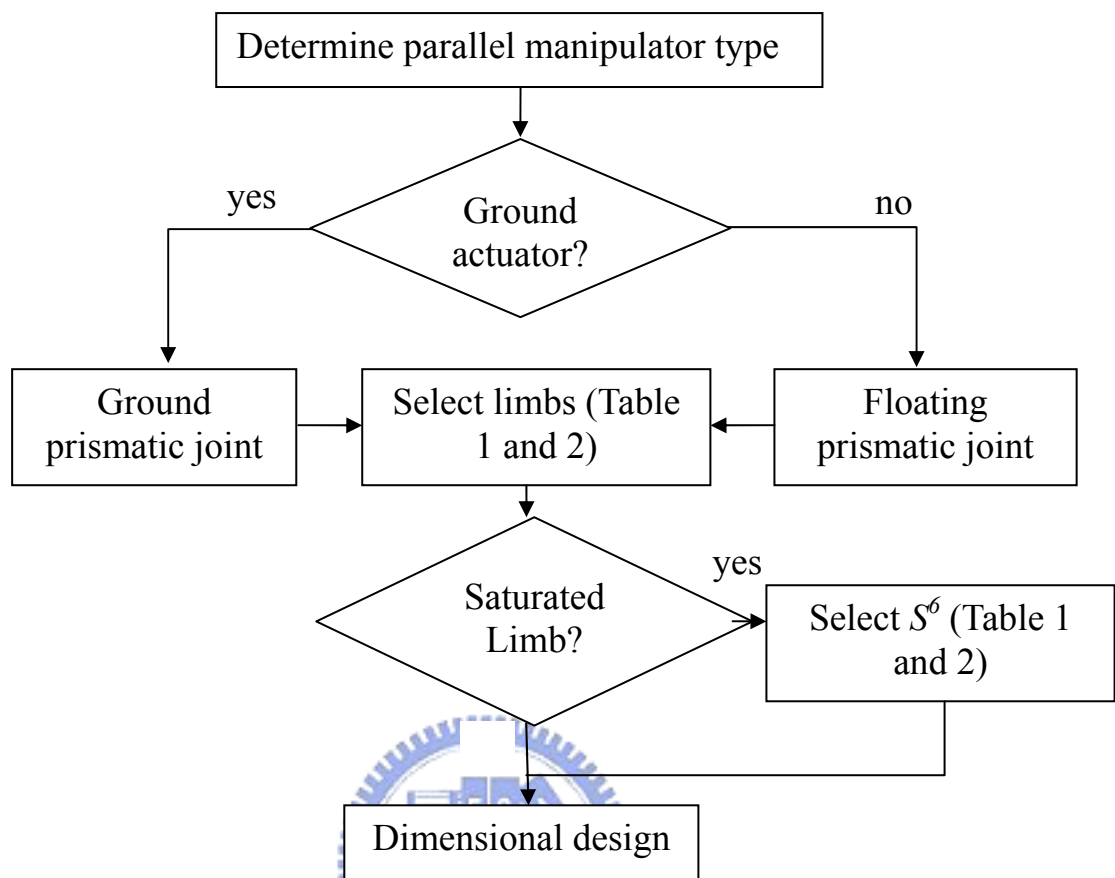 Determine parallel manipulator type
yes
no
Ground
actuator?
Ground
prismatic joint
Select limbs (Table
1 and 2)
Floating
prismatic joint
yes
Saturated
Limb?
Select S⁶ (Table 1
and 2)
Dimensional design